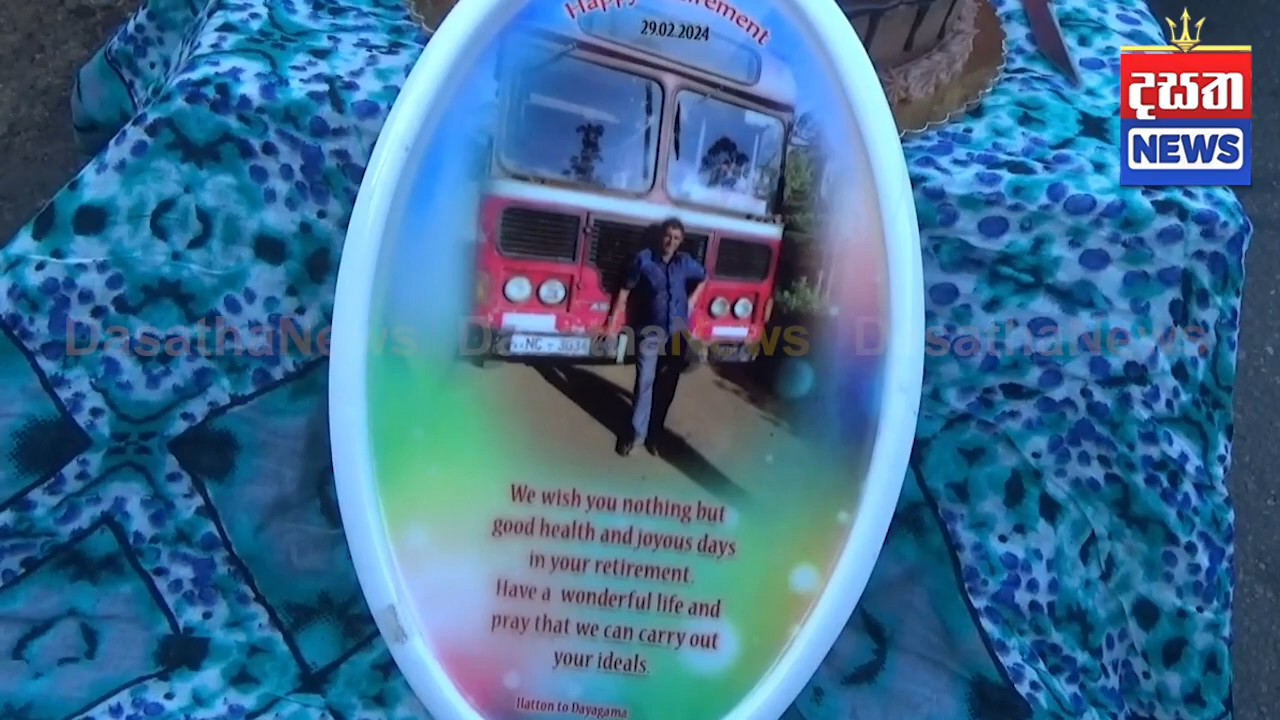 Happy Retirement
29.02.2024
දසත
NEWS
NC - 3034
DasathaNews DasathaNews DasathaNews
We wish you nothing but
good health and joyous days
in your retirement.
Have a wonderful life and
pray that we can carry out
your ideals.
Hatton to Dayagama